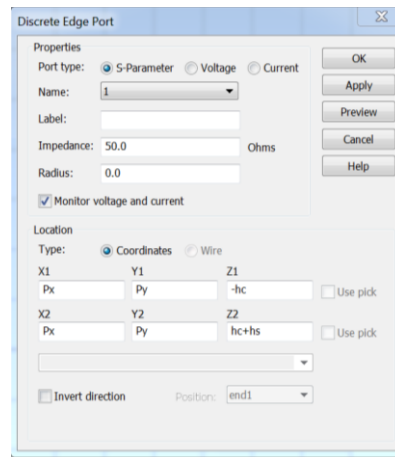 Discrete Edge Port
Properties
Port type: S-Parameter Voltage Current
Name: 1
Label:
Impedance: 50.0 Ohms
Radius: 0.0
Monitor voltage and current
OK
Apply
Preview
Cancel
Help
Location
Type: Coordinates Wire
X1 Y1 Z1
Px Py -hc Use pick
X2 Y2 Z2
Px Py hc+hs Use pick
Invert direction Position: end1